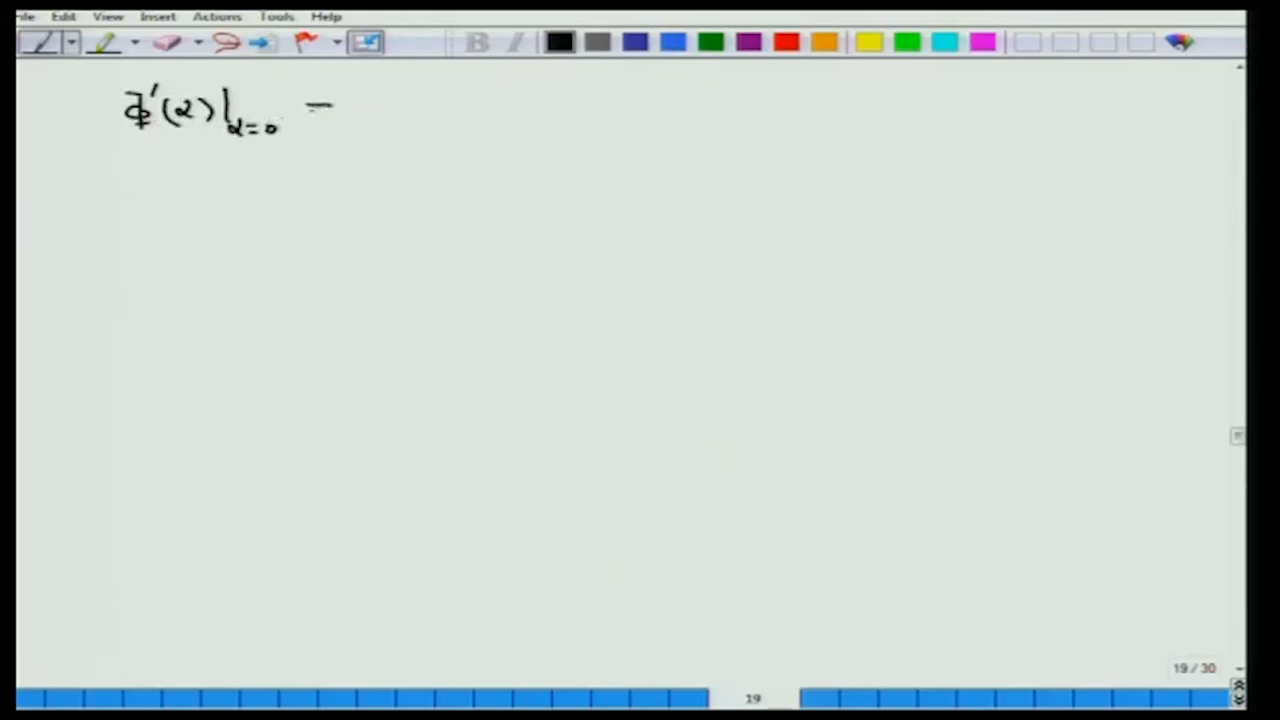 File Edit View Insert Actions Tools Help
B I
Φ'(α)|α=0 =
19 / 30
19